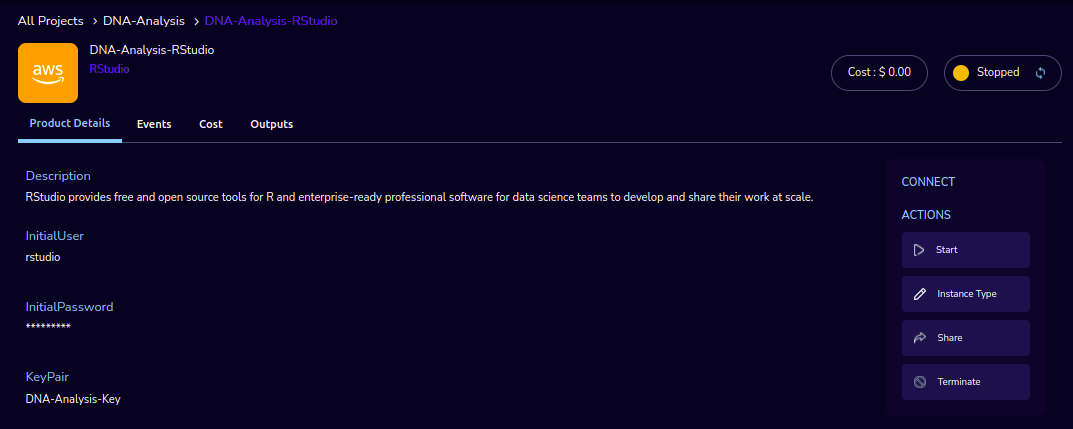 All Projects > DNA-Analysis > DNA-Analysis-RStudio
aws
DNA-Analysis-RStudio
RStudio
Cost : $ 0.00
Stopped
Product Details
Events
Cost
Outputs
Description
RStudio provides free and open source tools for R and enterprise-ready professional software for data science teams to develop and share their work at scale.
InitialUser
rstudio
InitialPassword
*********
KeyPair
DNA-Analysis-Key
CONNECT
ACTIONS
Start
Instance Type
Share
Terminate